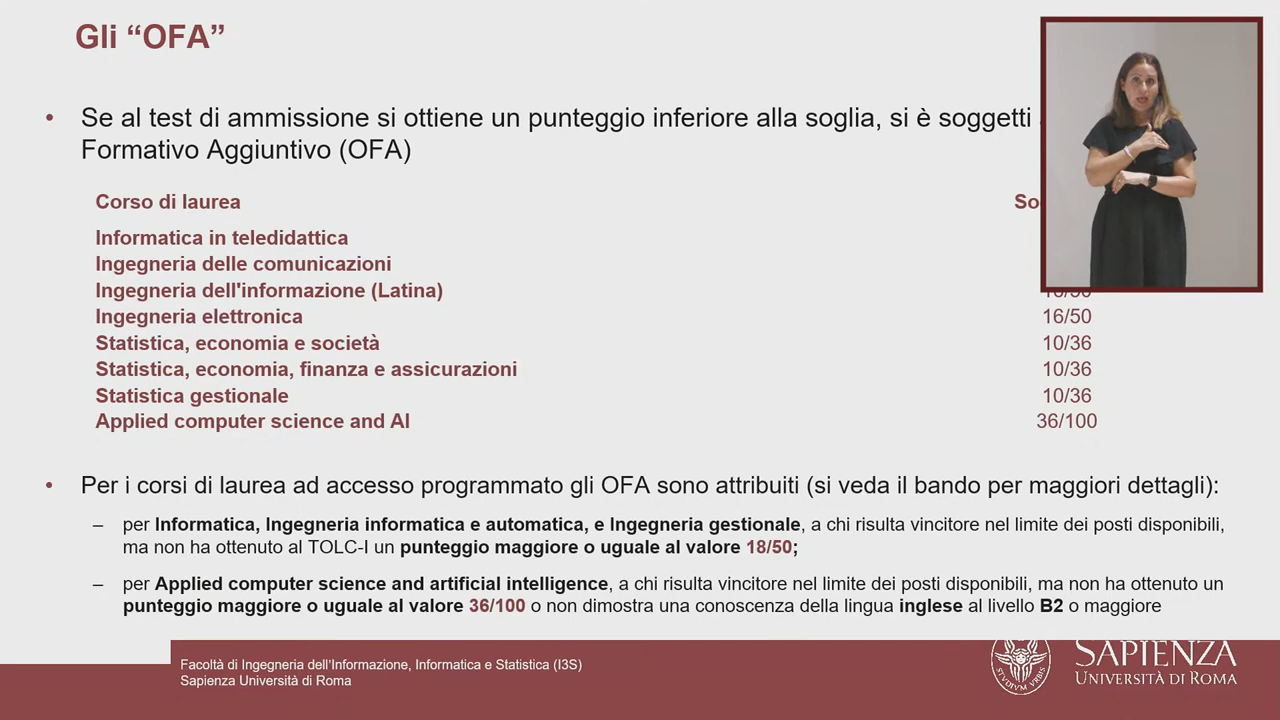 Gli “OFA”
• Se al test di ammissione si ottiene un punteggio inferiore alla soglia, si è soggetti
Formativo Aggiuntivo (OFA)
Corso di laurea
Informatica in teledidattica
Ingegneria delle comunicazioni
Ingegneria dell'informazione (Latina)
Ingegneria elettronica 16/50
Statistica, economia e società 10/36
Statistica, economia, finanza e assicurazioni 10/36
Statistica gestionale 10/36
Applied computer science and AI 36/100
• Per i corsi di laurea ad accesso programmato gli OFA sono attribuiti (si veda il bando per maggiori dettagli):
– per Informatica, Ingegneria informatica e automatica, e Ingegneria gestionale, a chi risulta vincitore nel limite dei posti disponibili,
ma non ha ottenuto al TOLC-I un punteggio maggiore o uguale al valore 18/50;
– per Applied computer science and artificial intelligence, a chi risulta vincitore nel limite dei posti disponibili, ma non ha ottenuto un
punteggio maggiore o uguale al valore 36/100 o non dimostra una conoscenza della lingua inglese al livello B2 o maggiore
Facoltà di Ingegneria dell’Informazione, Informatica e Statistica (I3S)
Sapienza Università di Roma
STVDIVM VRBIS
SAPIENZA
UNIVERSITÀ DI ROMA